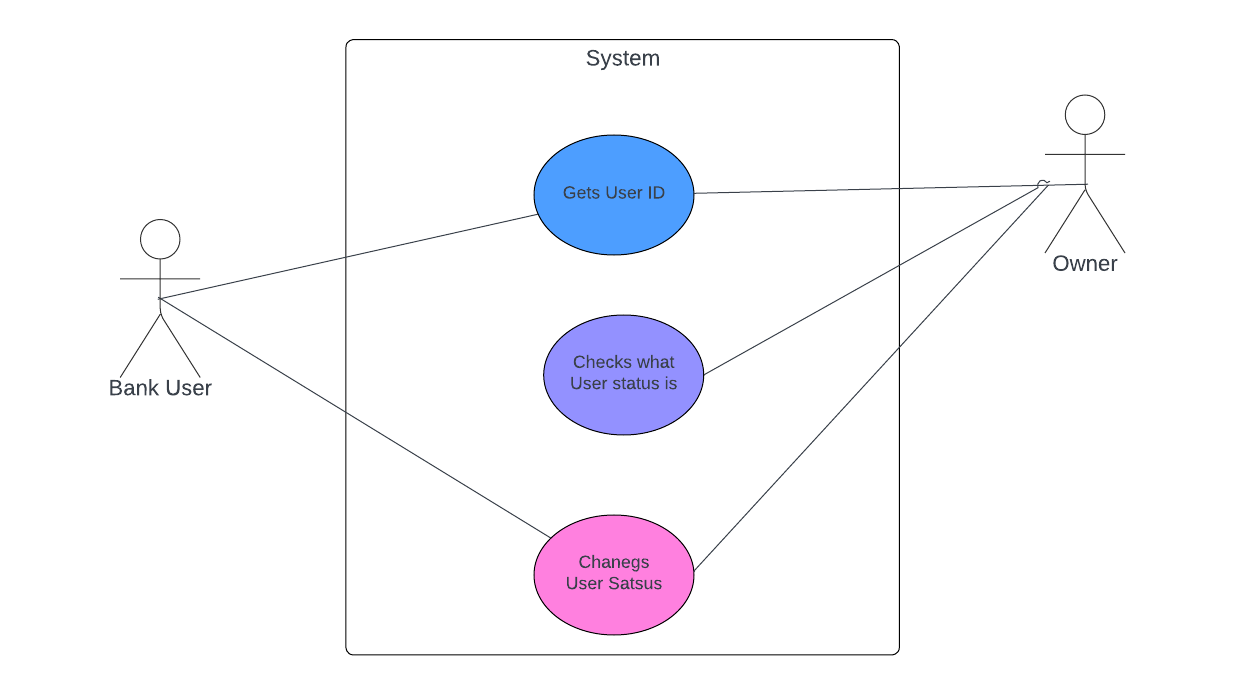 System
Gets User ID
Owner
Checks what
User status is
Bank User
Chanegs
User Satsus